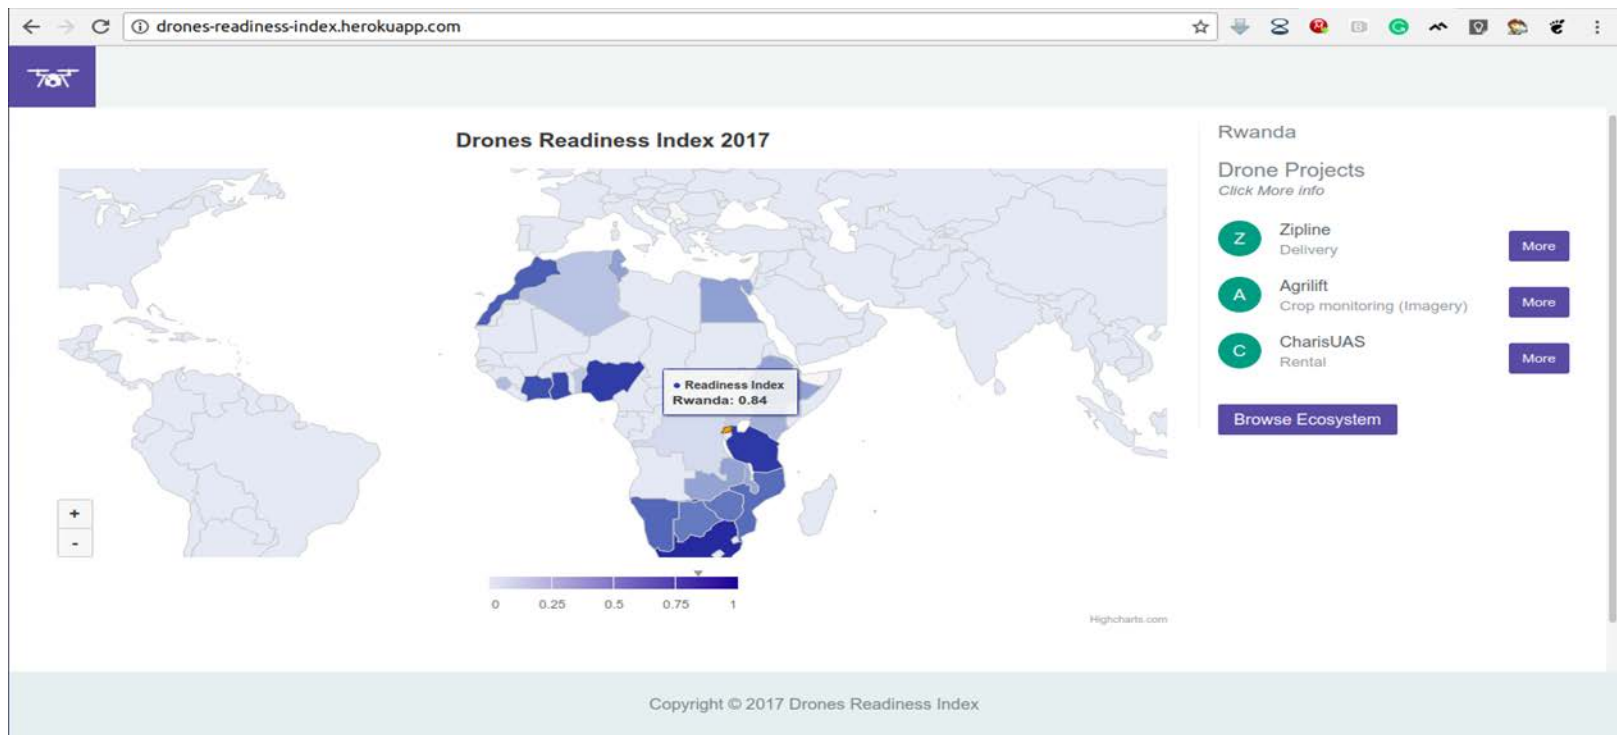 drones-readiness-index.herokuapp.com
Drones Readiness Index 2017
Rwanda
Drone Projects
Click More info
Z
Zipline
Delivery
More
A
Agrilift
Crop monitoring (Imagery)
More
C
CharisUAS
Rental
More
Browse Ecosystem
● Readiness Index
Rwanda: 0.84
+
-
0 0.25 0.5 0.75 1
Highcharts.com
Copyright © 2017 Drones Readiness Index